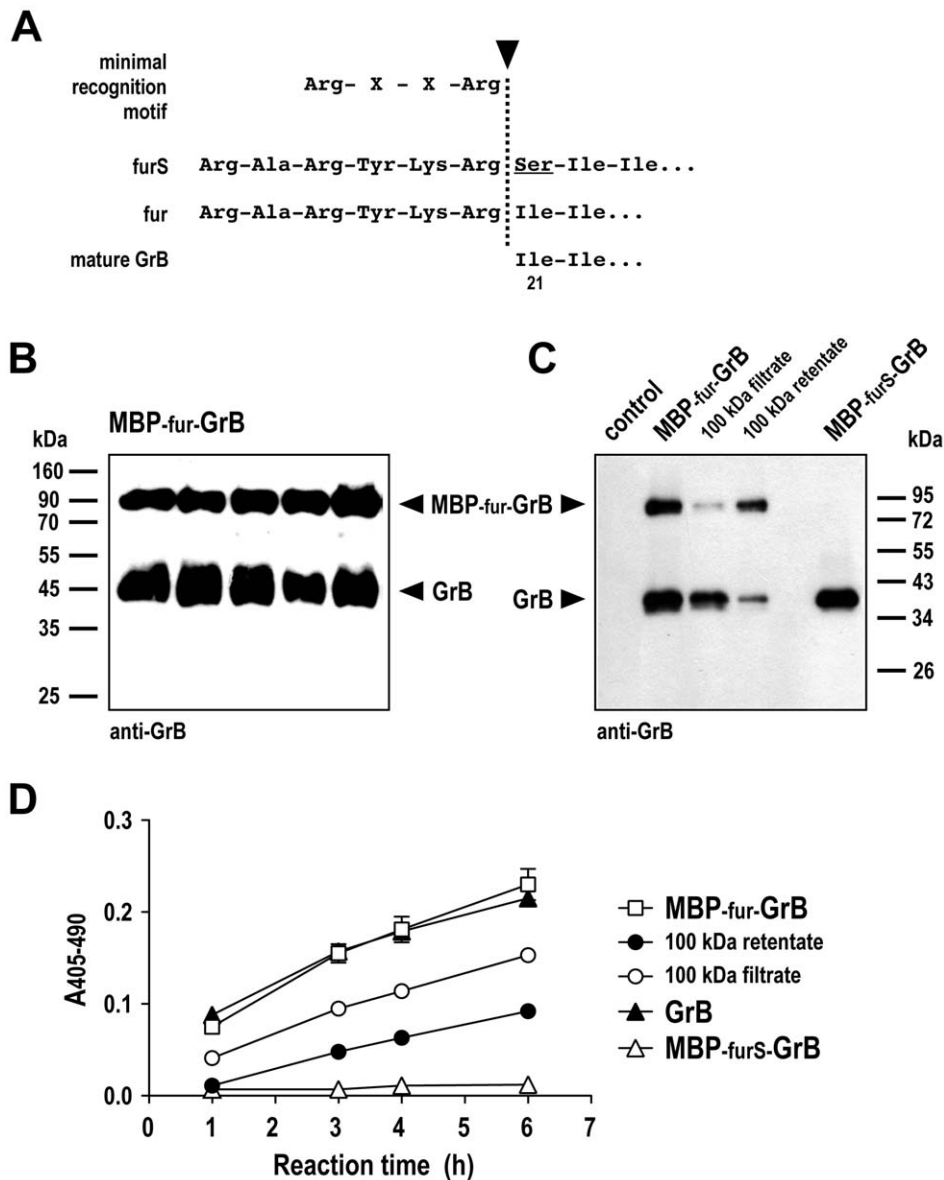 A
minimal
recognition
motif
Arg- X - X -Arg
furS
Arg-Ala-Arg-Tyr-Lys-Arg Ser-Ile-Ile...
fur
Arg-Ala-Arg-Tyr-Lys-Arg Ile-Ile...
mature GrB
Ile-Ile...
21
B
MBP-fur-GrB
kDa
160
90
70
55
45
35
25
anti-GrB
MBP-fur-GrB
GrB
C
control
MBP-fur-GrB
100 kDa filtrate
100 kDa retentate
MBP-furS-GrB
kDa
95
72
55
43
34
26
anti-GrB
D
A405-490
0.3
0.2
0.1
0.0
0 1 2 3 4 5 6 7
Reaction time (h)
MBP-fur-GrB
100 kDa retentate
100 kDa filtrate
GrB
MBP-furS-GrB